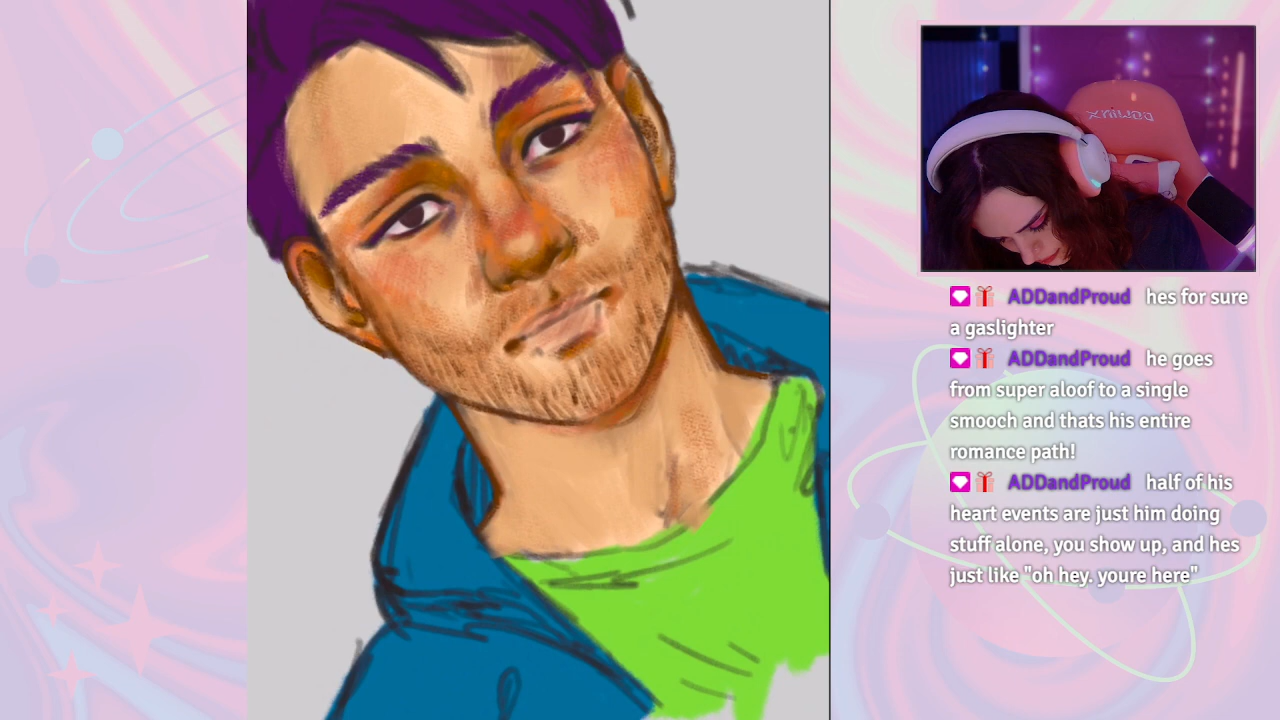 ADDandProud hes for sure
a gaslighter
ADDandProud he goes
from super aloof to a single
smooch and thats his entire
romance path!
ADDandProud half of his
heart events are just him doing
stuff alone, you show up, and hes
just like "oh hey. youre here"